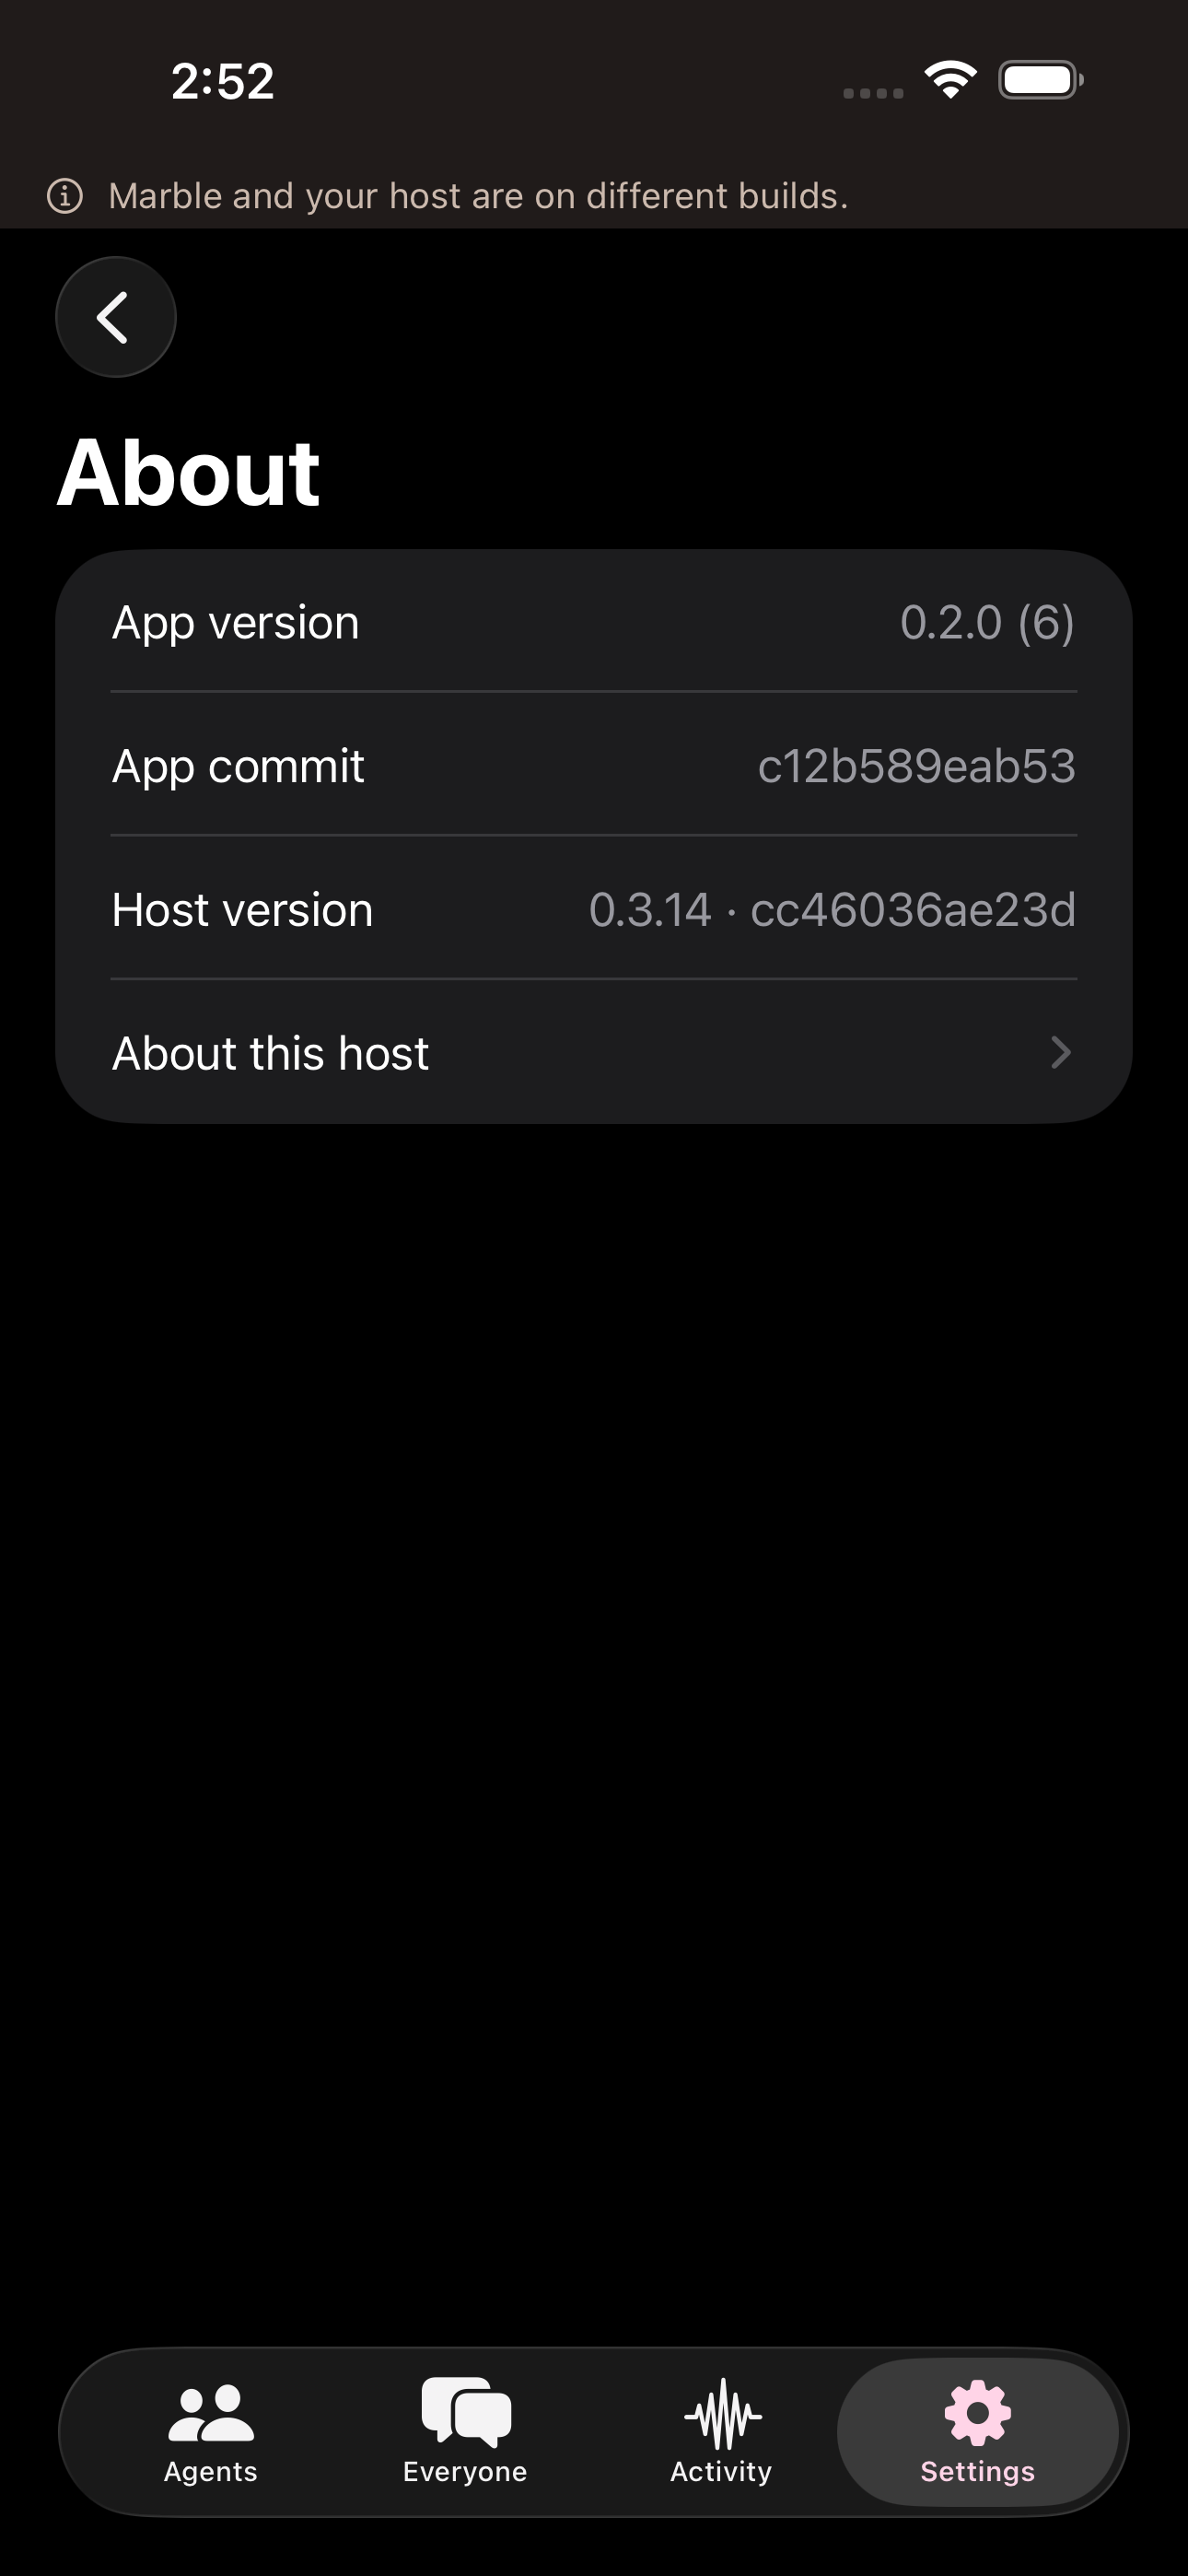 2:52
Marble and your host are on different builds.
About
App version 0.2.0 (6)
App commit c12b589eab53
Host version 0.3.14 · cc46036ae23d
About this host
Agents Everyone Activity Settings